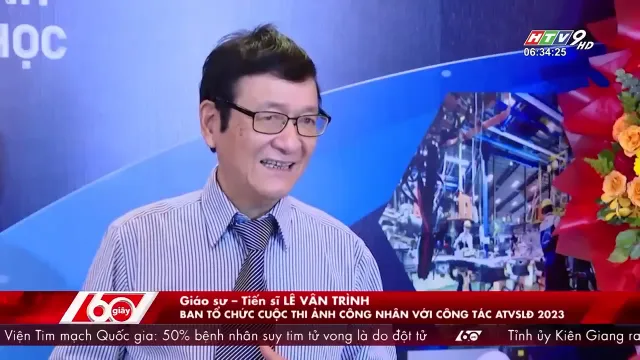 HỌC
HTV9 HD
06:34:25
Giáo sư – Tiến sĩ LÊ VÂN TRÌNH
60 giây
BAN TỔ CHỨC CUỘC THI ẢNH CÔNG NHÂN VỚI CÔNG TÁC ATVSLĐ 2023
Viện Tim mạch Quốc gia: 50% bệnh nhân suy tim tử vong là do đột tử
Tỉnh ủy Kiên Giang ra